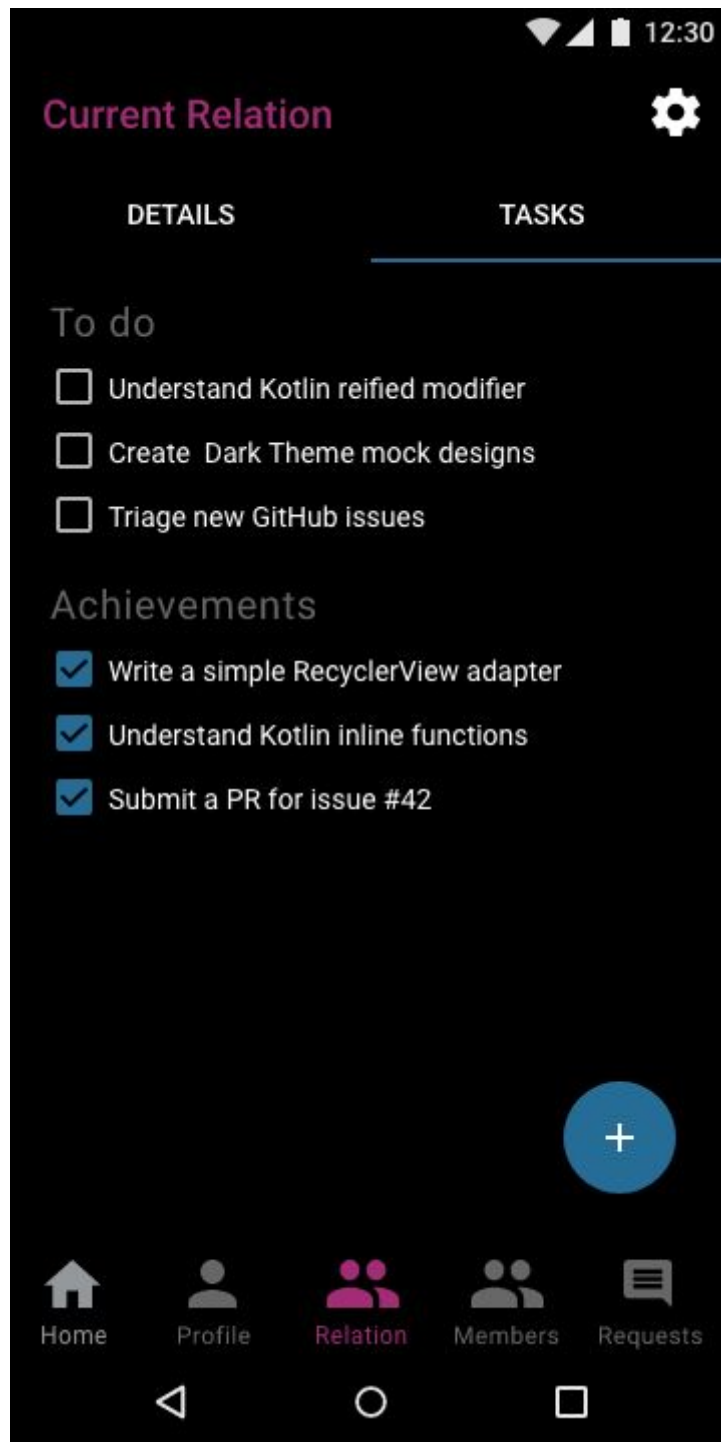 12:30
Current Relation
DETAILS TASKS
To do
Understand Kotlin reified modifier
Create  Dark Theme mock designs
Triage new GitHub issues
Achievements
Write a simple RecyclerView adapter
Understand Kotlin inline functions
Submit a PR for issue #42
+
Home Profile Relation Members Requests